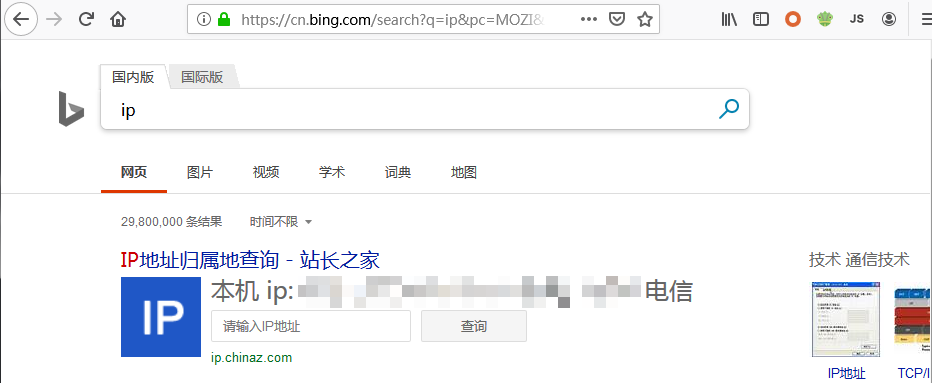 https://cn.bing.com/search?q=ip&pc=MOZI&
JS
国内版 国际版
ip
网页 图片 视频 学术 词典 地图
29,800,000 条结果 时间不限
IP地址归属地查询 - 站长之家
技术 通信技术
IP
本机 ip: 电信
请输入IP地址 查询
ip.chinaz.com
IP地址 TCP/I